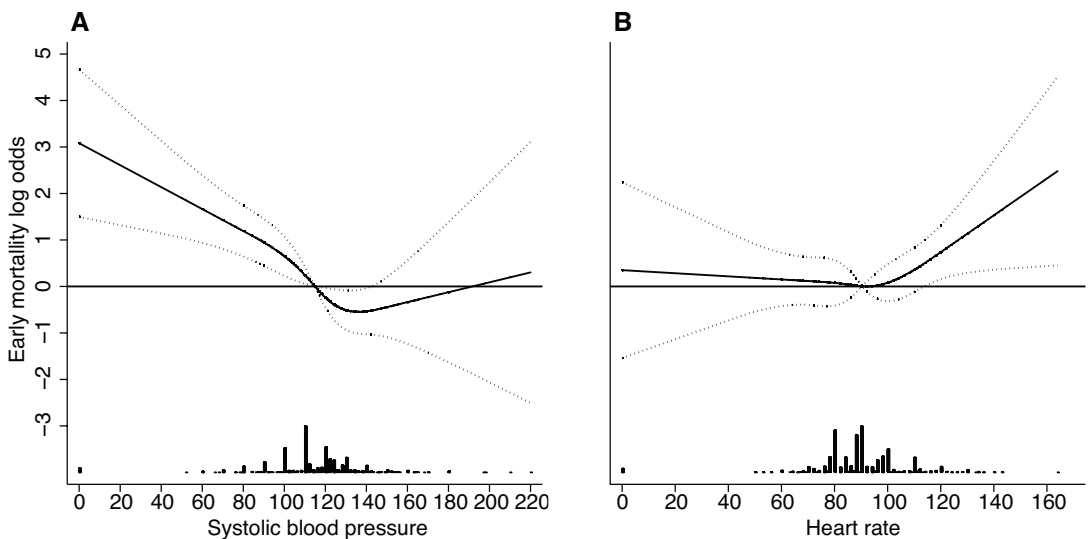 A
B
5
4
3
2
1
0
−1
−2
−3
Early mortallity log odds
0 20 40 60 80 100 120 140 160 180 200 220
Systolic blood pressure
0 20 40 60 80 100 120 140 160
Heart rate